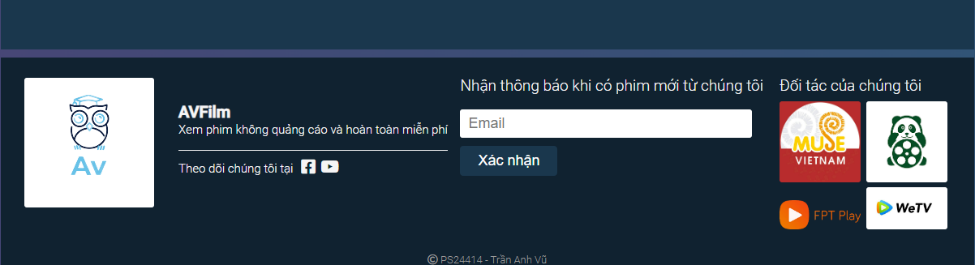 Av
AVFilm
Xem phim không quảng cáo và hoàn toàn miễn phí
Theo dõi chúng tôi tại
Nhận thông báo khi có phim mới từ chúng tôi
Email
Xác nhận
Đối tác của chúng tôi
MUSE
VIETNAM
FPT Play
WeTV
© PS24414 - Trần Anh Vũ